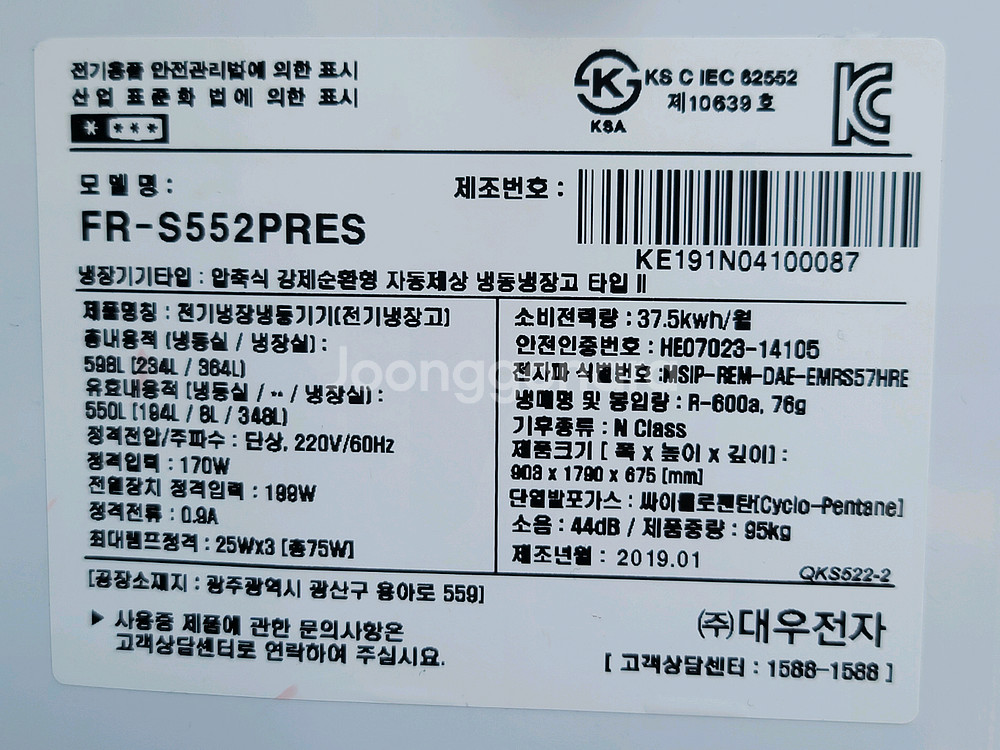 전기용품 안전관리법에 의한 표시
산업 표준화 법에 의한 표시
* ***
KS C IEC 62552
제10639호
KSA
모델명 :
FR-S552PRES
제조번호 :
KE191N04100087
냉장기기타입 : 압축식 강제순환형 자동제상 냉동냉장고 타입 Ⅱ
제품명칭 : 전기냉장냉동기기(전기냉장고)
총내용적 (냉동실 / 냉장실) :
598L [234L / 364L]
유효내용적 [냉동실 / ** / 냉장실] :
550L [194L / 8L / 348L]
정격전압/주파수 : 단상, 220V/60Hz
정격입력 : 170W
전열장치 정격입력 : 199W
정격전류 : 0.9A
최대램프정격 : 25Wx3 [총75W]
소비전력량 : 37.5kwh/월
안전인증번호 : HE07023-14105
전자파 식별번호 :MSIP-REM-DAE-EMRS57HRE
냉매명 및 봉입량 : R-600a, 76g
기후종류 : N Class
제품크기 [ 폭 x 높이 x 깊이] :
903 x 1790 x 675 [mm]
단열발포가스 : 싸이클로펜탄[Cyclo-Pentane]
소음 : 44dB / 제품중량 : 95kg
제조년월 : 2019.01
QKS522-2
[공장소재지 : 광주광역시 광산구 용아로 559]
▶ 사용중 제품에 관한 문의사항은
고객상담센터로 연락하여 주십시요.
㈜대우전자
[ 고객상담센터 : 1588-1588 ]